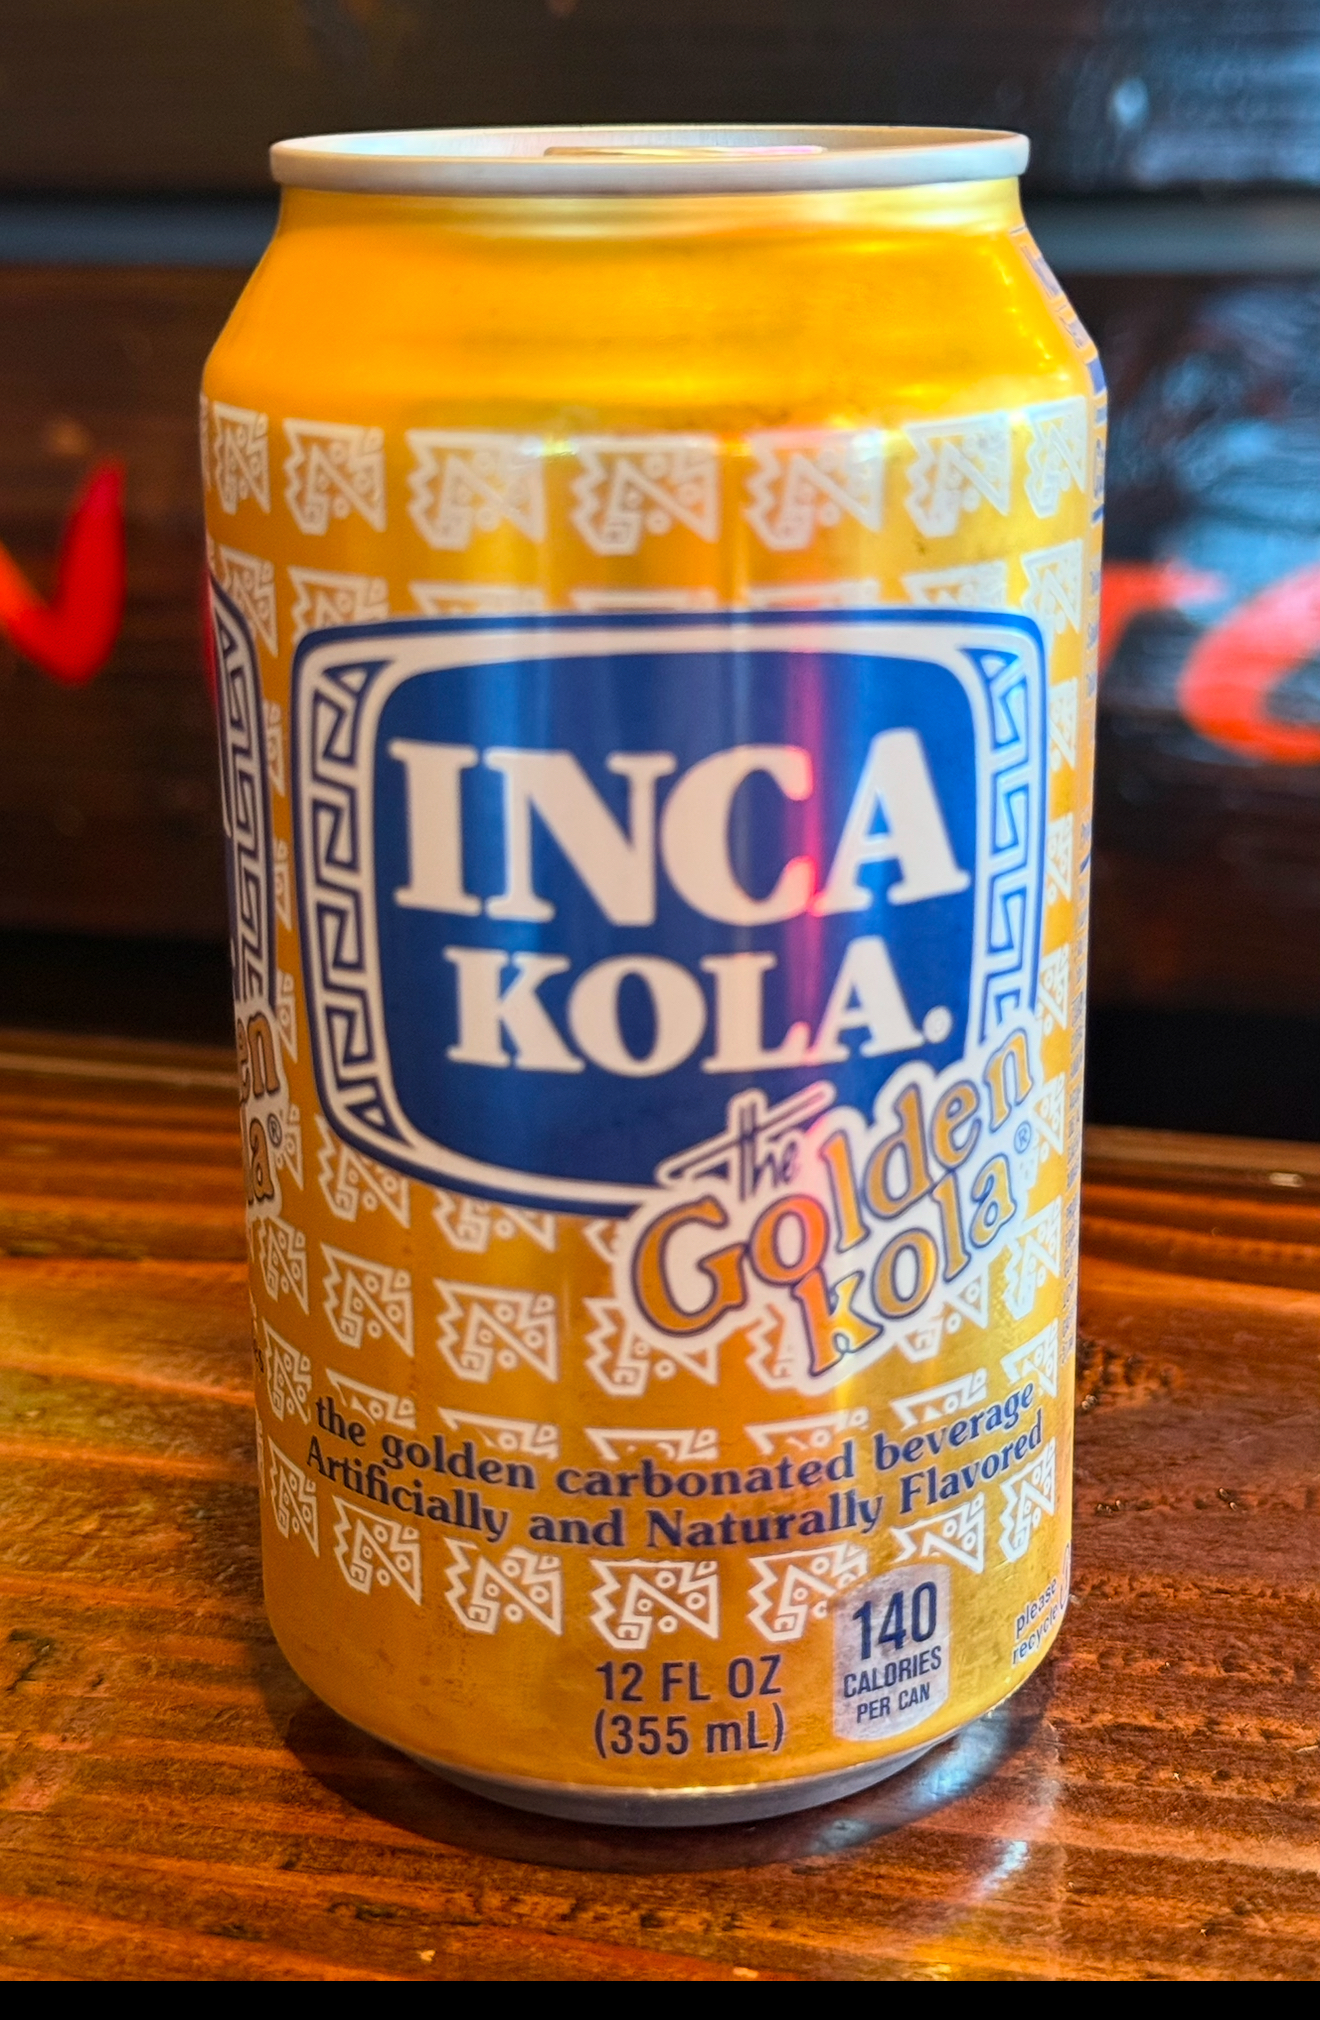 INCA
KOLA.
the
Golden
kola®
the golden carbonated beverage
Artificially and Naturally Flavored
12 FL OZ
(355 mL)
140
CALORIES
PER CAN
please
recycle
en
a®